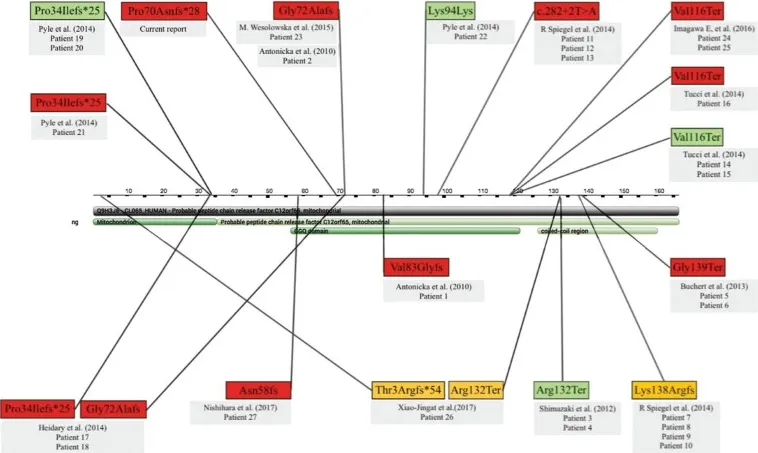 Pro34Ilefs*25
Pyle et al. (2014)
Patient 19
Patient 20
Pro70Asnfs*28
Current report
Gly72Alafs
M. Wesolowska et al. (2015)
Patient 23
Antonicka et al. (2010)
Patient 2
Lys94Lys
Pyle et al. (2014)
Patient 22
c.282+2T>A
R Spiegel et al. (2014)
Patient 11
Patient 12
Patient 13
Val116Ter
Imagawa E, et al. (2016)
Patient 24
Patient 25
Pro34Ilefs*25
Pyle et al. (2014)
Patient 21
Val116Ter
Tucci et al. (2014)
Patient 16
Val116Ter
Tucci et al. (2014)
Patient 14
Patient 15
10 20 30 40 50 60 70 80 90 100 110 120 130 140 150 160
Q9H3J6 - CL065_HUMAN - Probable peptide chain release factor C12orf65, mitochondrial
ng
Mitochondrion
Probable peptide chain release factor C12orf65, mitochondrial
GGQ domain
coiled-coil region
Val83Glyfs
Antonicka et al. (2010)
Patient 1
Gly139Ter
Buchert et al. (2013)
Patient 5
Patient 6
Pro34Ilefs*25
Gly72Alafs
Heidary et al. (2014)
Patient 17
Patient 18
Asn58fs
Nishihara et al. (2017)
Patient 27
Thr3Argfs*54
Arg132Ter
Xiao-Jingat et al.(2017)
Patient 26
Arg132Ter
Shimazaki et al. (2012)
Patient 3
Patient 4
Lys138Argfs
R Spiegel et al. (2014)
Patient 7
Patient 8
Patient 9
Patient 10